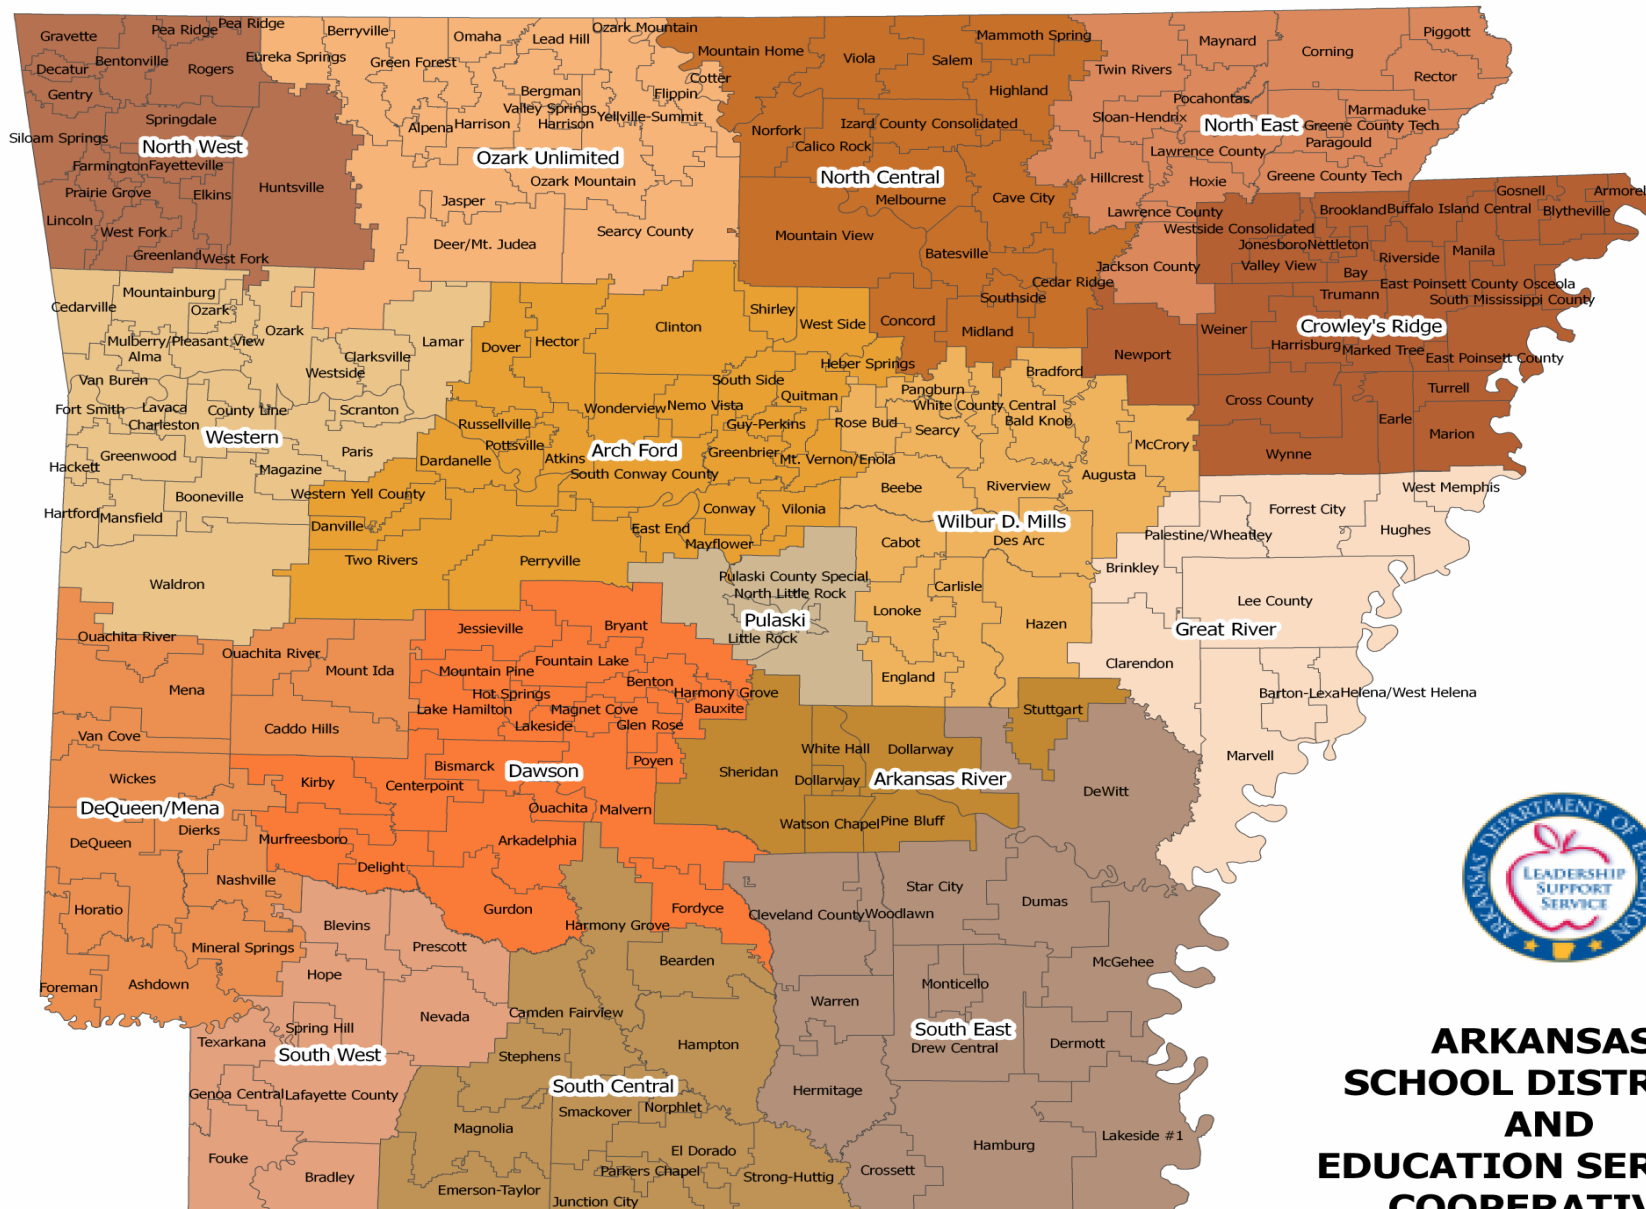 Gravette
Pea Ridge
Pea Ridge
Bentonville
Decatur
Rogers
Gentry
Springdale
Siloam Springs
North West
Farmington
Fayetteville
Prairie Grove
Elkins
Huntsville
Lincoln
West Fork
Greenland
West Fork
Eureka Springs
Berryville
Green Forest
Omaha
Lead Hill
Ozark Mountain
Bergman
Valley Springs
Flippin
Cotter
Alpena
Harrison
Harrison
Yellville-Summit
Ozark Unlimited
Ozark Mountain
Jasper
Deer/Mt. Judea
Searcy County
Mountain Home
Viola
Salem
Mammoth Spring
Highland
Norfork
Izard County Consolidated
Calico Rock
North Central
Melbourne
Cave City
Mountain View
Batesville
Cedar Ridge
Southside
Concord
Midland
Twin Rivers
Maynard
Corning
Piggott
Rector
Pocahontas
Marmaduke
Sloan-Hendrix
North East
Greene County Tech
Paragould
Lawrence County
Hillcrest
Hoxie
Greene County Tech
Lawrence County
Jackson County
Gosnell
Armorel
Westside Consolidated
Brookland
Buffalo Island Central
Blytheville
Jonesboro
Nettleton
Manila
Valley View
Bay
Riverside
East Poinsett County
Osceola
Trumann
South Mississippi County
Weiner
Crowley's Ridge
Harrisburg
Marked Tree
East Poinsett County
Newport
Cross County
Turrell
Earle
Marion
Wynne
Cedarville
Mountainburg
Ozark
Ozark
Mulberry/Pleasant View
Alma
Clarksville
Lamar
Westside
Van Buren
Fort Smith
Lavaca
County Line
Scranton
Charleston
Western
Greenwood
Paris
Hackett
Magazine
Booneville
Hartford
Mansfield
Waldron
Dover
Hector
Clinton
Shirley
West Side
Heber Springs
South Side
Quitman
Wonderview
Nemo Vista
Russellville
Guy-Perkins
Pottsville
Arch Ford
Greenbrier
Mt. Vernon/Enola
Dardanelle
Atkins
South Conway County
Western Yell County
Danville
Conway
Vilonia
East End
Mayflower
Two Rivers
Perryville
Bradford
Pangburn
White County Central
Rose Bud
Searcy
Bald Knob
McCrory
Beebe
Riverview
Augusta
Wilbur D. Mills
Des Arc
Cabot
Carlisle
Lonoke
Hazen
England
Pulaski County Special
North Little Rock
Pulaski
Little Rock
West Memphis
Forrest City
Hughes
Palestine/Wheatley
Brinkley
Lee County
Great River
Clarendon
Barton-Lexa
Helena/West Helena
Marvell
Ouachita River
Ouachita River
Mount Ida
Mena
Caddo Hills
Van Cove
Wickes
DeQueen/Mena
DeQueen
Dierks
Nashville
Horatio
Mineral Springs
Foreman
Ashdown
Jessieville
Bryant
Fountain Lake
Mountain Pine
Benton
Hot Springs
Harmony Grove
Lake Hamilton
Magnet Cove
Bauxite
Lakeside
Glen Rose
Bismarck
Dawson
Poyen
Kirby
Centerpoint
Ouachita
Malvern
Murfreesboro
Arkadelphia
Delight
Gurdon
Fordyce
Stuttgart
White Hall
Dollarway
Sheridan
Dollarway
Arkansas River
Watson Chapel
Pine Bluff
DeWitt
Star City
Dumas
Cleveland County
Woodlawn
McGehee
Monticello
Warren
South East
Drew Central
Dermott
Hermitage
Hamburg
Lakeside #1
Crossett
Blevins
Prescott
Hope
Nevada
Spring Hill
Texarkana
South West
Genoa Central
Lafayette County
Fouke
Bradley
Harmony Grove
Bearden
Camden Fairview
Hampton
Stephens
South Central
Smackover
Norphlet
Magnolia
El Dorado
Parkers Chapel
Strong-Huttig
Emerson-Taylor
Junction City
ARKANSAS DEPARTMENT OF EDUCATION
LEADERSHIP
SUPPORT
SERVICE
ARKANSAS
SCHOOL DISTR
AND
EDUCATION SER
COOPERATIV